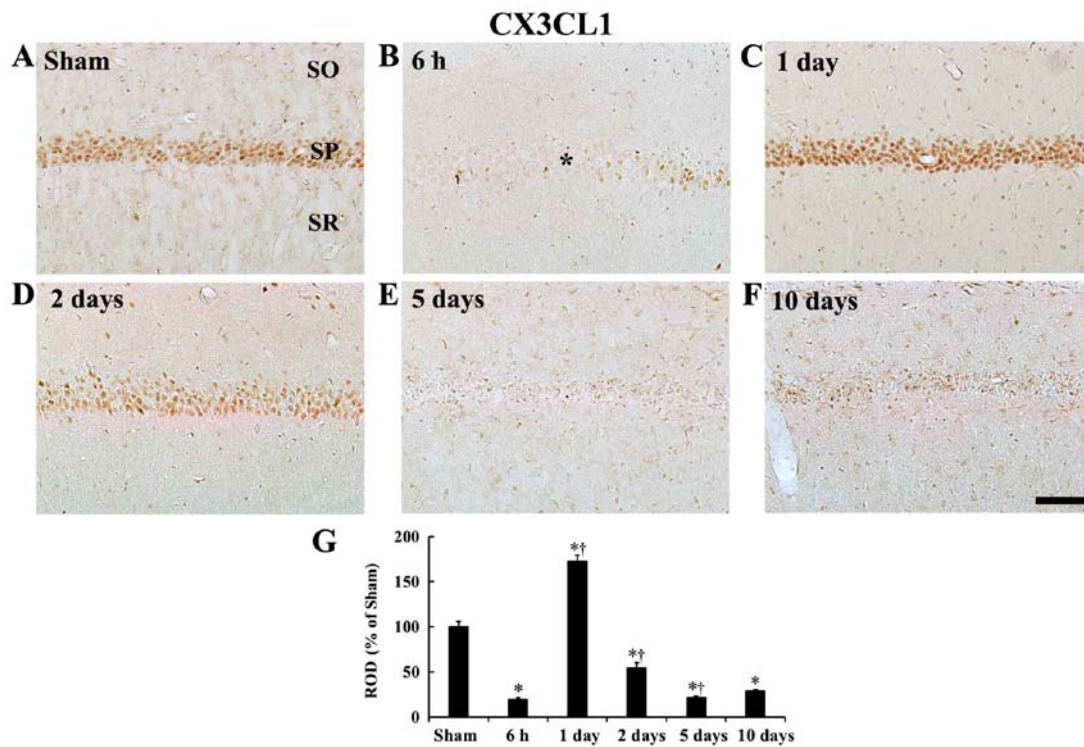 CX3CL1
A Sham
SO
SP
SR
B 6 h
*
C 1 day
D 2 days
E 5 days
F 10 days
G
ROD (% of Sham)
200
150
100
50
0
*
*†
*†
*†
*
Sham 6 h 1 day 2 days 5 days 10 days